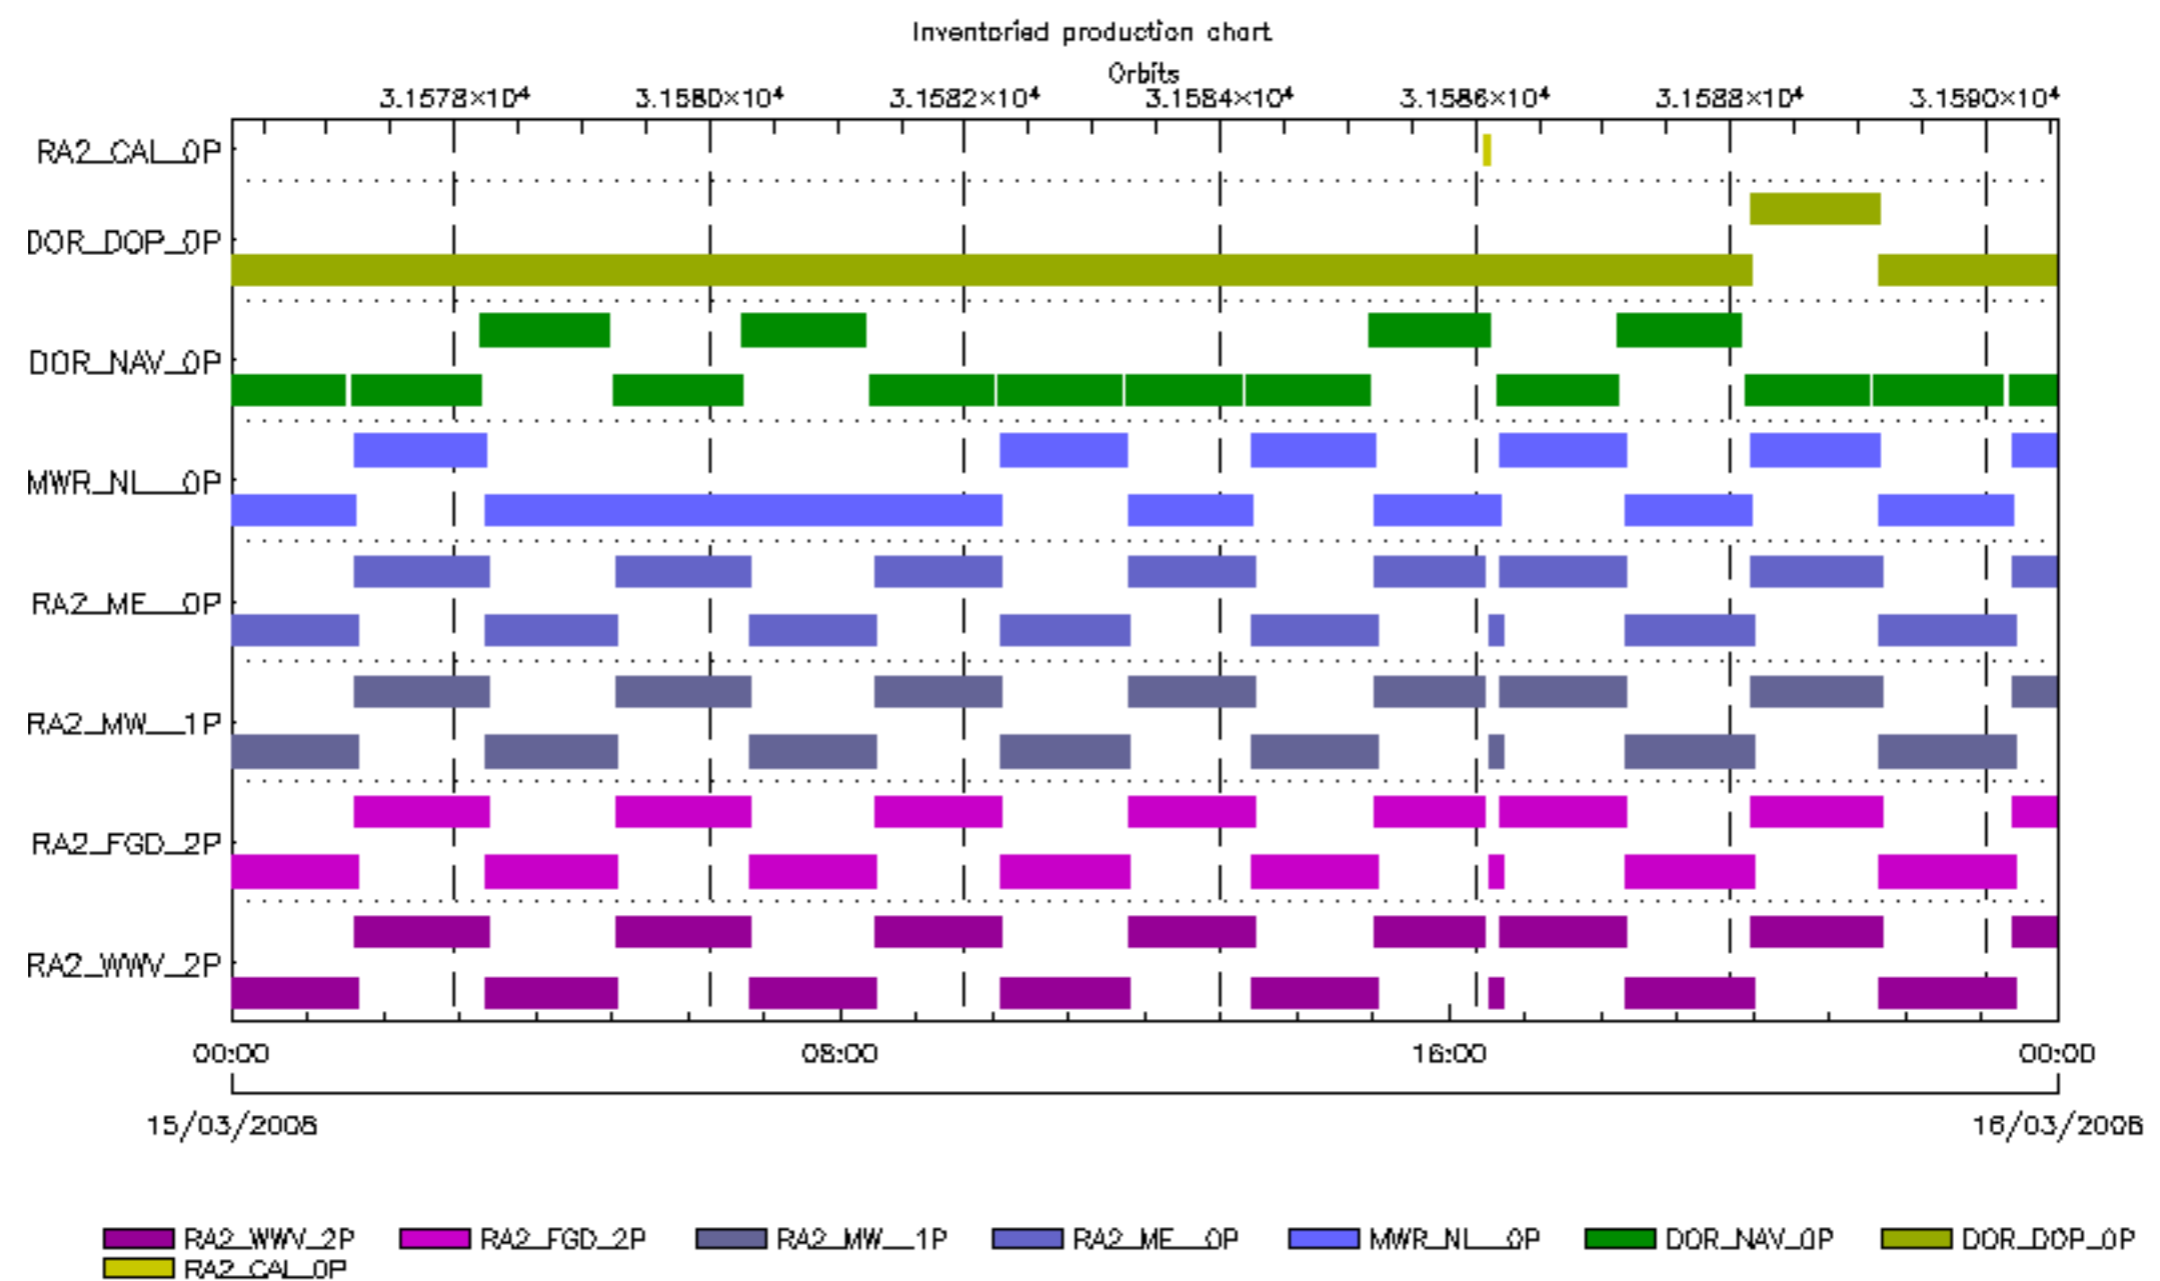 Inventoried production chart
Orbits
3.1578×10⁴ 3.1580×10⁴ 3.1582×10⁴ 3.1584×10⁴ 3.1586×10⁴ 3.1588×10⁴ 3.1590×10⁴
RA2_CAL_0P
DOR_DOP_0P
DOR_NAV_0P
MWR_NL__0P
RA2_ME__0P
RA2_MW__1P
RA2_FGD_2P
RA2_WWV_2P
00:00 08:00 16:00 00:00
15/03/2008 16/03/2008
RA2_WWV_2P RA2_FGD_2P RA2_MW__1P RA2_ME__0P MWR_NL__0P DOR_NAV_0P DOR_DOP_0P
RA2_CAL_0P